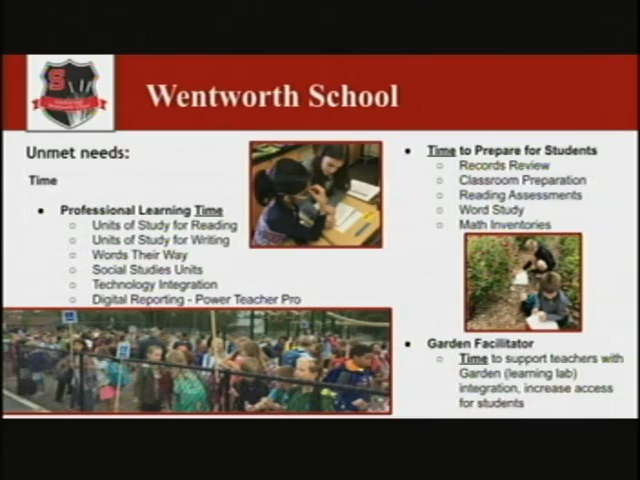 S
Wentworth School
Unmet needs:
Time
• Professional Learning Time
○ Units of Study for Reading
○ Units of Study for Writing
○ Words Their Way
○ Social Studies Units
○ Technology Integration
○ Digital Reporting - Power Teacher Pro
• Time to Prepare for Students
○ Records Review
○ Classroom Preparation
○ Reading Assessments
○ Word Study
○ Math Inventories
• Garden Facilitator
○ Time to support teachers with
Garden (learning lab)
integration, increase access
for students